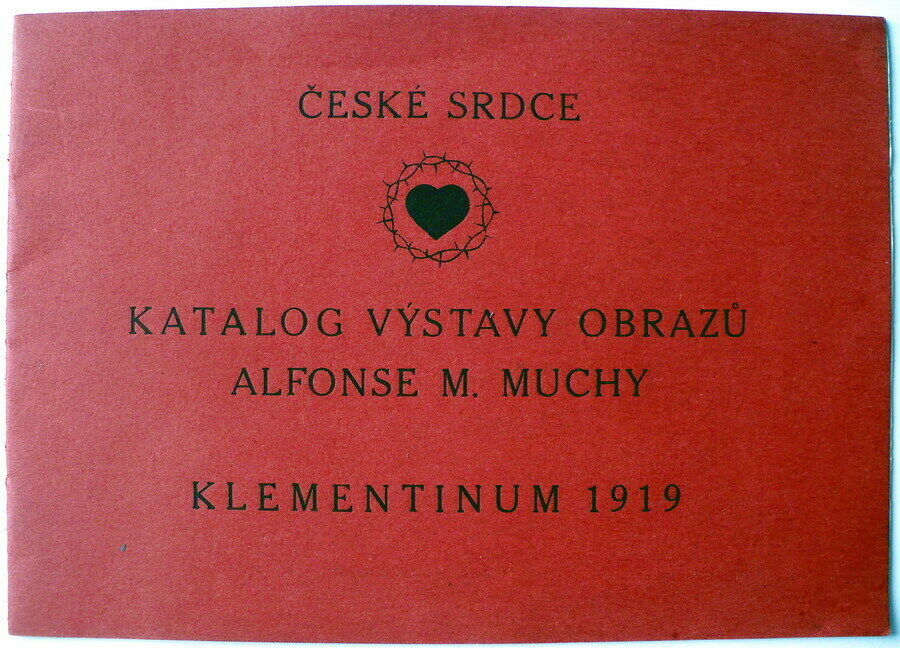 ČESKÉ SRDCE
KATALOG VÝSTAVY OBRAZŮ
ALFONSE M. MUCHY
KLEMENTINUM 1919